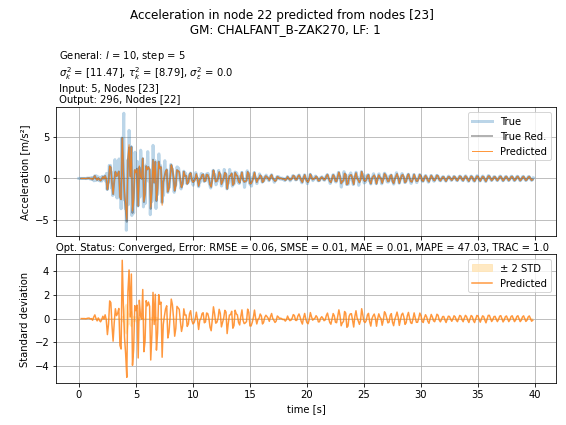 Acceleration in node 22 predicted from nodes [23]
GM: CHALFANT_B-ZAK270, LF: 1
General: l = 10, step = 5
σ²ₖ = [11.47], τ²ₖ = [8.79], σ²_ε = 0.0
Input: 5, Nodes [23]
Output: 296, Nodes [22]
True
True Red.
Predicted
5
0
−5
Acceleration [m/s²]
Opt. Status: Converged, Error: RMSE = 0.06, SMSE = 0.01, MAE = 0.01, MAPE = 47.03, TRAC = 1.0
± 2 STD
Predicted
4
2
0
−2
−4
Standard deviation
0 5 10 15 20 25 30 35 40
time [s]